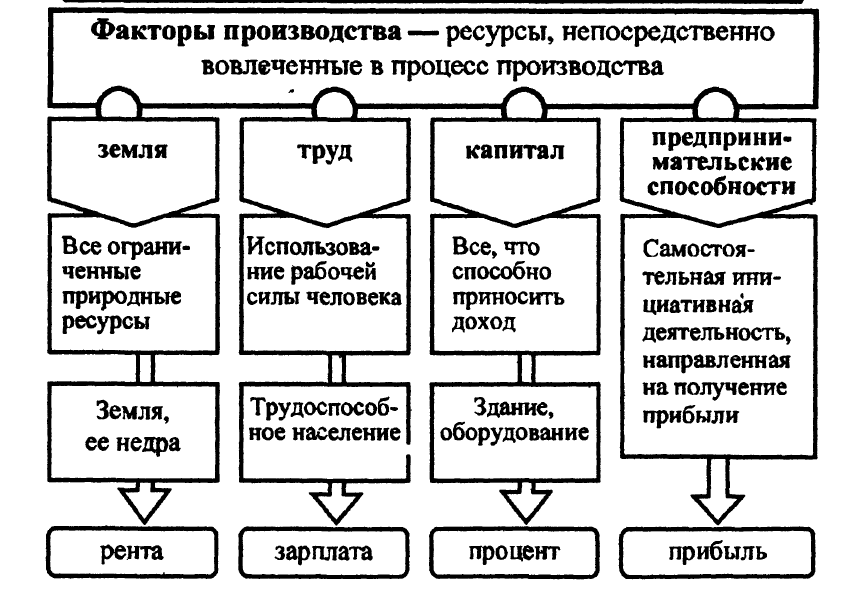 Факторы производства — ресурсы, непосредственно
вовлеченные в процесс производства
земля
труд
капитал
предприни-
мательские
способности
Все ограни-
ченные
природные
ресурсы
Использова-
ние рабочей
силы человека
Все, что
способно
приносить
доход
Самостоя-
тельная ини-
циативная
деятельность,
направленная
на получение
прибыли
Земля,
ее недра
Трудоспособ-
ное население
Здание,
оборудование
рента
зарплата
процент
прибыль